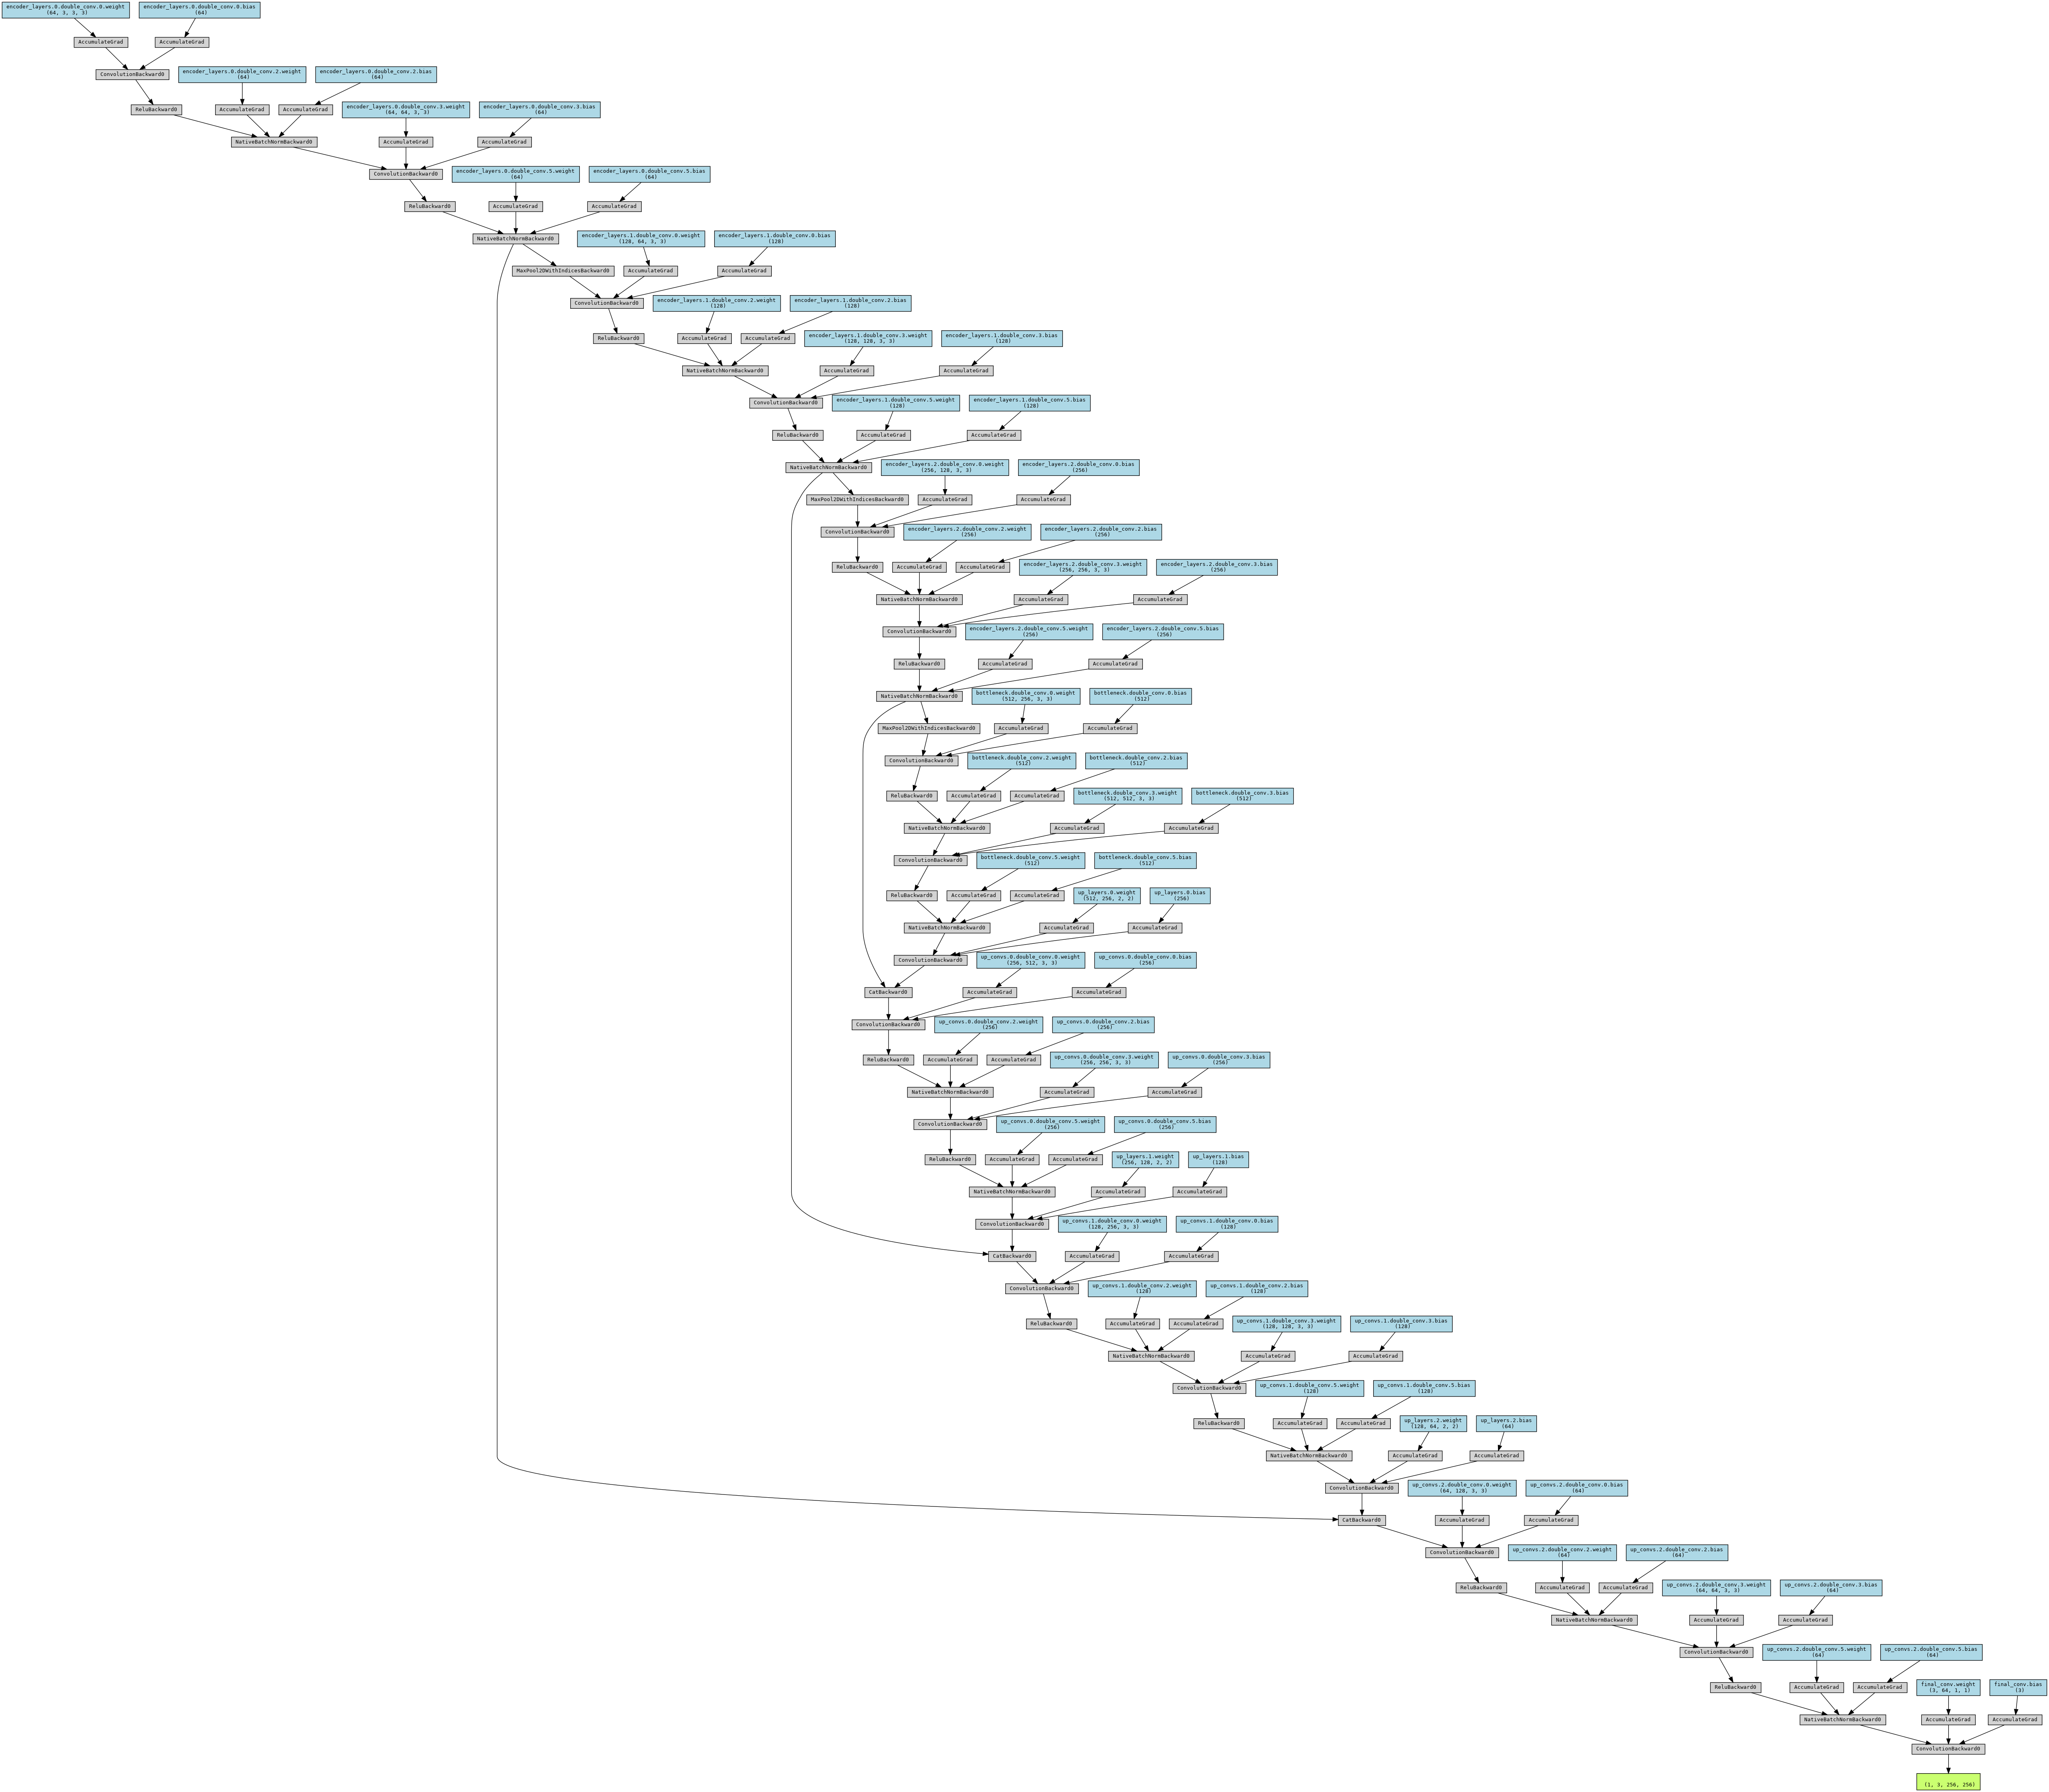 encoder_layers.0.double_conv.0.weight
(64, 3, 3, 3)
encoder_layers.0.double_conv.0.bias
(64)
AccumulateGrad
AccumulateGrad
ConvolutionBackward0
encoder_layers.0.double_conv.2.weight
(64)
encoder_layers.0.double_conv.2.bias
(64)
ReluBackward0
AccumulateGrad
AccumulateGrad
encoder_layers.0.double_conv.3.weight
(64, 64, 3, 3)
encoder_layers.0.double_conv.3.bias
(64)
NativeBatchNormBackward0
AccumulateGrad
AccumulateGrad
ConvolutionBackward0
encoder_layers.0.double_conv.5.weight
(64)
encoder_layers.0.double_conv.5.bias
(64)
ReluBackward0
AccumulateGrad
AccumulateGrad
NativeBatchNormBackward0
encoder_layers.1.double_conv.0.weight
(128, 64, 3, 3)
encoder_layers.1.double_conv.0.bias
(128)
MaxPool2DWithIndicesBackward0
AccumulateGrad
AccumulateGrad
ConvolutionBackward0
encoder_layers.1.double_conv.2.weight
(128)
encoder_layers.1.double_conv.2.bias
(128)
ReluBackward0
AccumulateGrad
AccumulateGrad
encoder_layers.1.double_conv.3.weight
(128, 128, 3, 3)
encoder_layers.1.double_conv.3.bias
(128)
NativeBatchNormBackward0
AccumulateGrad
AccumulateGrad
ConvolutionBackward0
encoder_layers.1.double_conv.5.weight
(128)
encoder_layers.1.double_conv.5.bias
(128)
ReluBackward0
AccumulateGrad
AccumulateGrad
NativeBatchNormBackward0
encoder_layers.2.double_conv.0.weight
(256, 128, 3, 3)
encoder_layers.2.double_conv.0.bias
(256)
MaxPool2DWithIndicesBackward0
AccumulateGrad
AccumulateGrad
ConvolutionBackward0
encoder_layers.2.double_conv.2.weight
(256)
encoder_layers.2.double_conv.2.bias
(256)
ReluBackward0
AccumulateGrad
AccumulateGrad
encoder_layers.2.double_conv.3.weight
(256, 256, 3, 3)
encoder_layers.2.double_conv.3.bias
(256)
NativeBatchNormBackward0
AccumulateGrad
AccumulateGrad
ConvolutionBackward0
encoder_layers.2.double_conv.5.weight
(256)
encoder_layers.2.double_conv.5.bias
(256)
ReluBackward0
AccumulateGrad
AccumulateGrad
NativeBatchNormBackward0
bottleneck.double_conv.0.weight
(512, 256, 3, 3)
bottleneck.double_conv.0.bias
(512)
MaxPool2DWithIndicesBackward0
AccumulateGrad
AccumulateGrad
ConvolutionBackward0
bottleneck.double_conv.2.weight
(512)
bottleneck.double_conv.2.bias
(512)
ReluBackward0
AccumulateGrad
AccumulateGrad
bottleneck.double_conv.3.weight
(512, 512, 3, 3)
bottleneck.double_conv.3.bias
(512)
NativeBatchNormBackward0
AccumulateGrad
AccumulateGrad
ConvolutionBackward0
bottleneck.double_conv.5.weight
(512)
bottleneck.double_conv.5.bias
(512)
ReluBackward0
AccumulateGrad
AccumulateGrad
up_layers.0.weight
(512, 256, 2, 2)
up_layers.0.bias
(256)
NativeBatchNormBackward0
AccumulateGrad
AccumulateGrad
ConvolutionBackward0
up_convs.0.double_conv.0.weight
(256, 512, 3, 3)
up_convs.0.double_conv.0.bias
(256)
CatBackward0
AccumulateGrad
AccumulateGrad
ConvolutionBackward0
up_convs.0.double_conv.2.weight
(256)
up_convs.0.double_conv.2.bias
(256)
ReluBackward0
AccumulateGrad
AccumulateGrad
up_convs.0.double_conv.3.weight
(256, 256, 3, 3)
up_convs.0.double_conv.3.bias
(256)
NativeBatchNormBackward0
AccumulateGrad
AccumulateGrad
ConvolutionBackward0
up_convs.0.double_conv.5.weight
(256)
up_convs.0.double_conv.5.bias
(256)
ReluBackward0
AccumulateGrad
AccumulateGrad
up_layers.1.weight
(256, 128, 2, 2)
up_layers.1.bias
(128)
NativeBatchNormBackward0
AccumulateGrad
AccumulateGrad
ConvolutionBackward0
up_convs.1.double_conv.0.weight
(128, 256, 3, 3)
up_convs.1.double_conv.0.bias
(128)
CatBackward0
AccumulateGrad
AccumulateGrad
ConvolutionBackward0
up_convs.1.double_conv.2.weight
(128)
up_convs.1.double_conv.2.bias
(128)
ReluBackward0
AccumulateGrad
AccumulateGrad
up_convs.1.double_conv.3.weight
(128, 128, 3, 3)
up_convs.1.double_conv.3.bias
(128)
NativeBatchNormBackward0
AccumulateGrad
AccumulateGrad
ConvolutionBackward0
up_convs.1.double_conv.5.weight
(128)
up_convs.1.double_conv.5.bias
(128)
ReluBackward0
AccumulateGrad
AccumulateGrad
up_layers.2.weight
(128, 64, 2, 2)
up_layers.2.bias
(64)
NativeBatchNormBackward0
AccumulateGrad
AccumulateGrad
ConvolutionBackward0
up_convs.2.double_conv.0.weight
(64, 128, 3, 3)
up_convs.2.double_conv.0.bias
(64)
CatBackward0
AccumulateGrad
AccumulateGrad
ConvolutionBackward0
up_convs.2.double_conv.2.weight
(64)
up_convs.2.double_conv.2.bias
(64)
ReluBackward0
AccumulateGrad
AccumulateGrad
up_convs.2.double_conv.3.weight
(64, 64, 3, 3)
up_convs.2.double_conv.3.bias
(64)
NativeBatchNormBackward0
AccumulateGrad
AccumulateGrad
ConvolutionBackward0
up_convs.2.double_conv.5.weight
(64)
up_convs.2.double_conv.5.bias
(64)
ReluBackward0
AccumulateGrad
AccumulateGrad
final_conv.weight
(3, 64, 1, 1)
final_conv.bias
(3)
NativeBatchNormBackward0
AccumulateGrad
AccumulateGrad
ConvolutionBackward0
(1, 3, 256, 256)